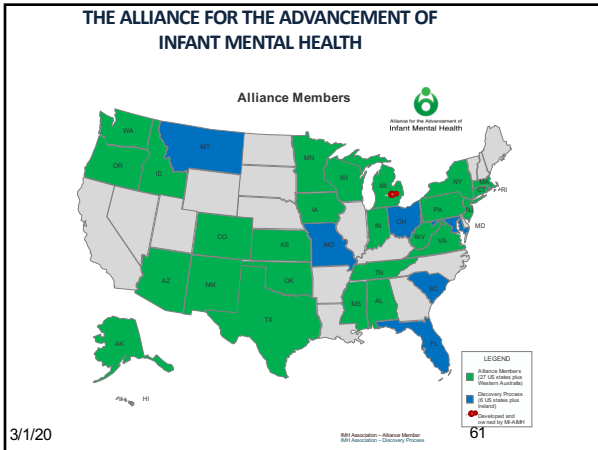 THE ALLIANCE FOR THE ADVANCEMENT OF
INFANT MENTAL HEALTH
Alliance Members
Alliance for the Advancement of
Infant Mental Health
WA
MT
OR
ID
MN
WI
MI
NY
MA
CT
RI
IA
PA
NJ
OH
IN
MD
CO
KS
MO
WV
VA
AZ
NM
OK
TN
SC
MS
AL
TX
FL
AK
HI
LEGEND
Alliance Members
(27 US states plus
Western Australia)
Discovery Process
(6 US states plus
Ireland)
Developed and
owned by MI-AIMH
IMH Association – Alliance Member
IMH Association – Discovery Process
3/1/20
61